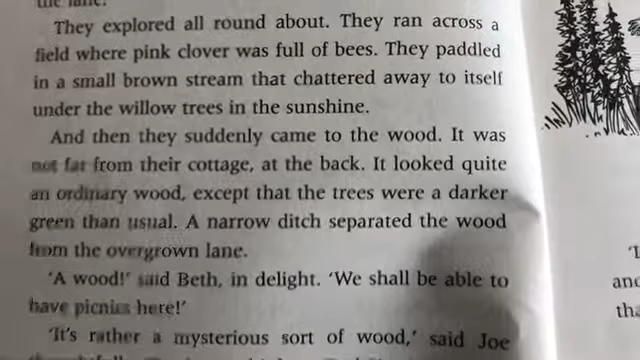 the lane.
They explored all round about. They ran across a
field where pink clover was full of bees. They paddled
in a small brown stream that chattered away to itself
under the willow trees in the sunshine.
And then they suddenly came to the wood. It was
not far from their cottage, at the back. It looked quite
an ordinary wood, except that the trees were a darker
green than usual. A narrow ditch separated the wood
from the overgrown lane.
‘A wood!’ said Beth, in delight. ‘We shall be able to
have picnics here!’
‘It's rather a mysterious sort of wood,’ said Joe